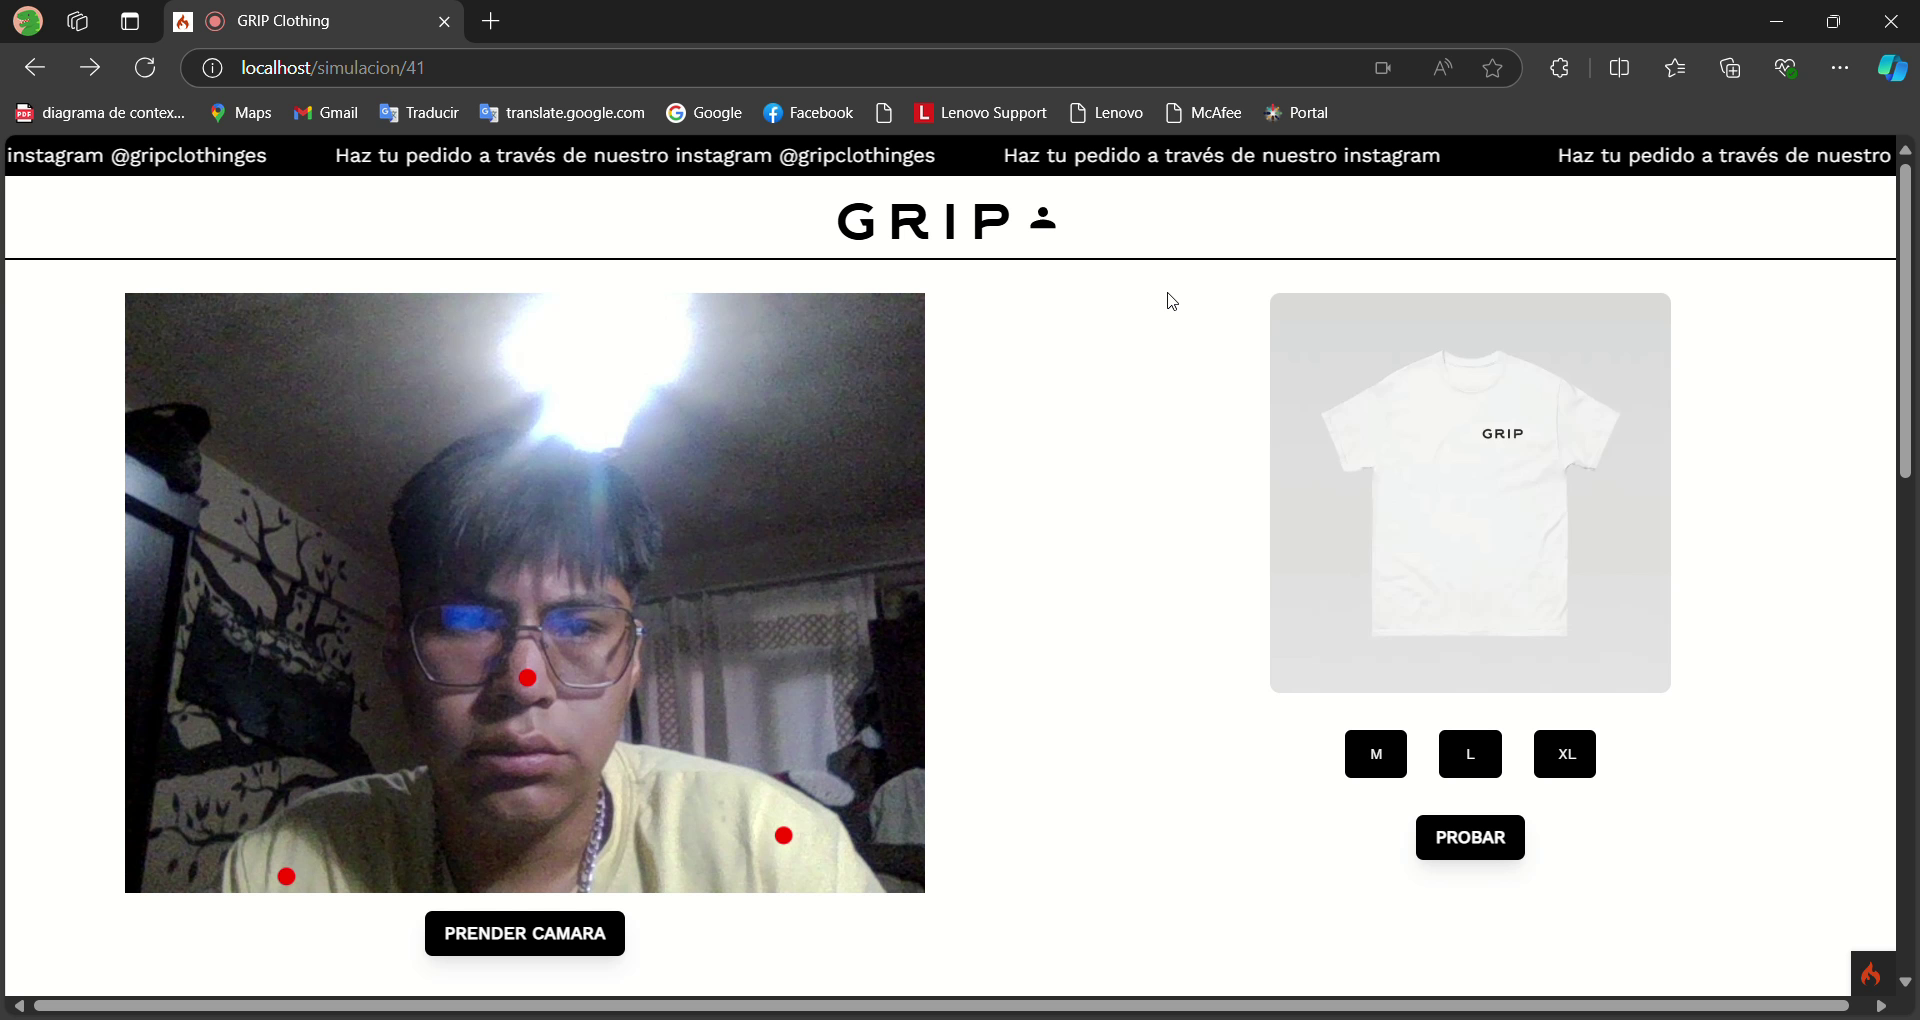 GRIP Clothing
localhost/simulacion/41
diagrama de contex...
Maps
Gmail
Traducir
translate.google.com
Google
Facebook
Lenovo Support
Lenovo
McAfee
Portal
instagram @gripclothinges Haz tu pedido a través de nuestro instagram @gripclothinges Haz tu pedido a través de nuestro instagram Haz tu pedido a través de nuestro
GRIP
GRIP
M L XL
PROBAR
PRENDER CAMARA